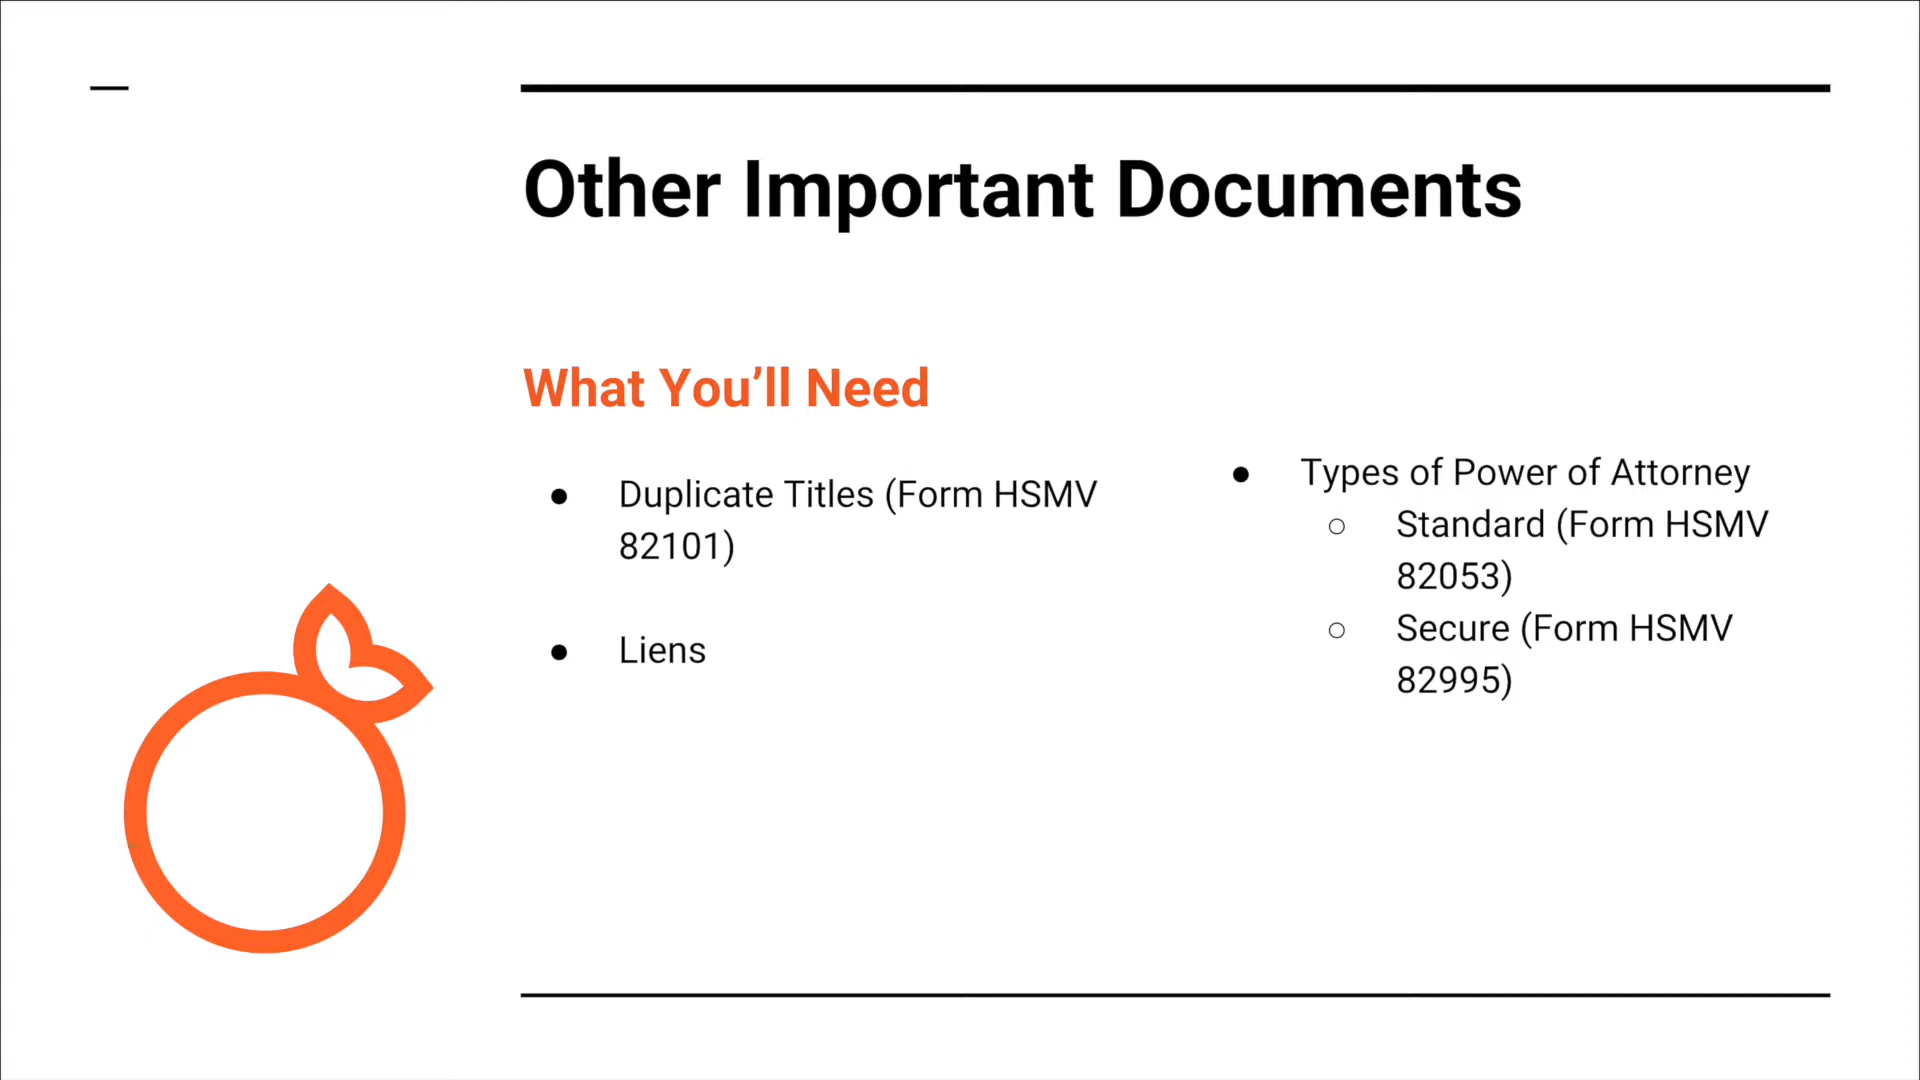 Other Important Documents
What You’ll Need
● Duplicate Titles (Form HSMV
82101)
● Liens
● Types of Power of Attorney
○ Standard (Form HSMV
82053)
○ Secure (Form HSMV
82995)